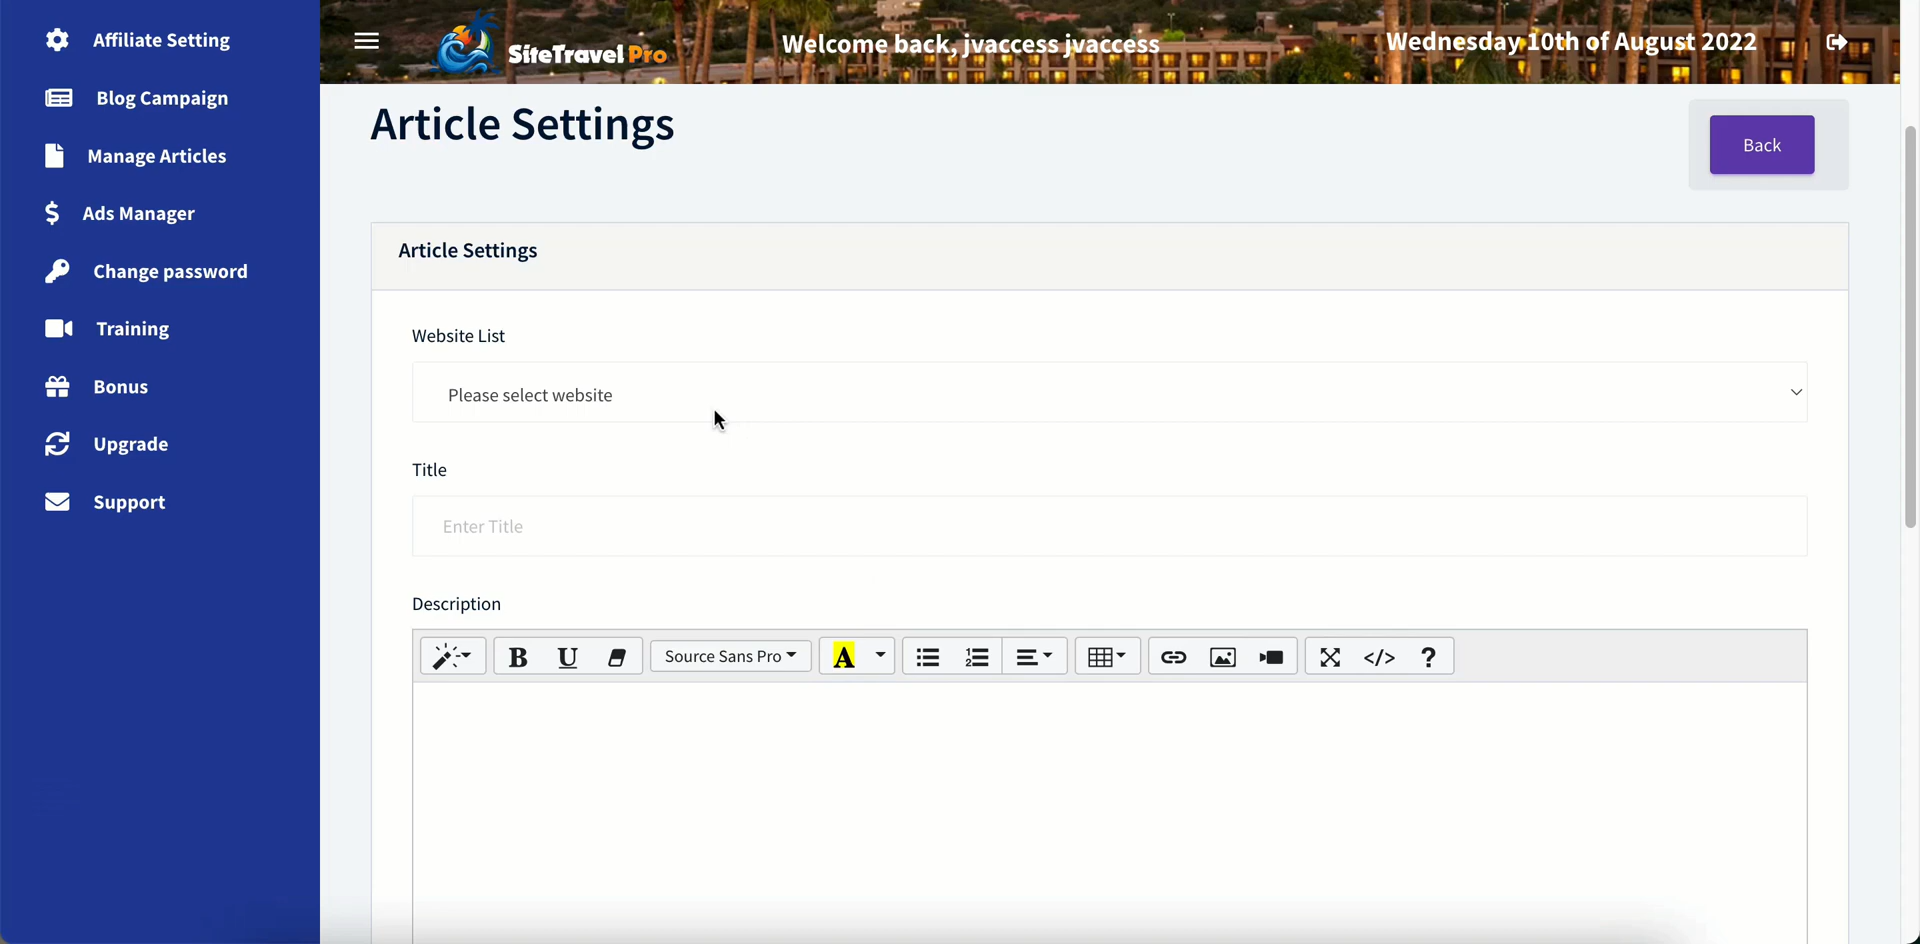 Affiliate Setting
Blog Campaign
Manage Articles
Ads Manager
Change password
Training
Bonus
Upgrade
Support
SiteTravel Pro
Welcome back, jvaccess jvaccess
Wednesday 10th of August 2022
Article Settings
Back
Article Settings
Website List
Please select website
Title
Enter Title
Description
B U Source Sans Pro A </> ?